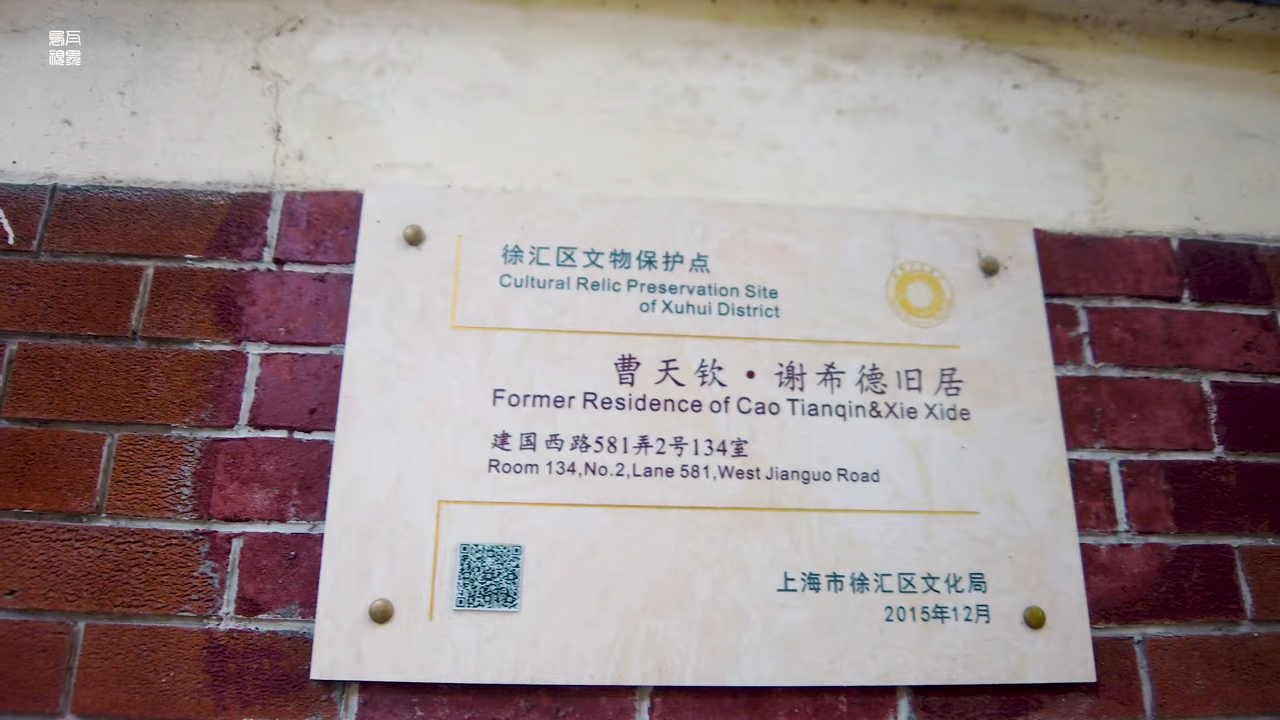 徐汇区文物保护点
Cultural Relic Preservation Site
of Xuhui District
曹天钦·谢希德旧居
Former Residence of Cao Tianqin&Xie Xide
建国西路581弄2号134室
Room 134,No.2,Lane 581,West Jianguo Road
上海市徐汇区文化局
2015年12月